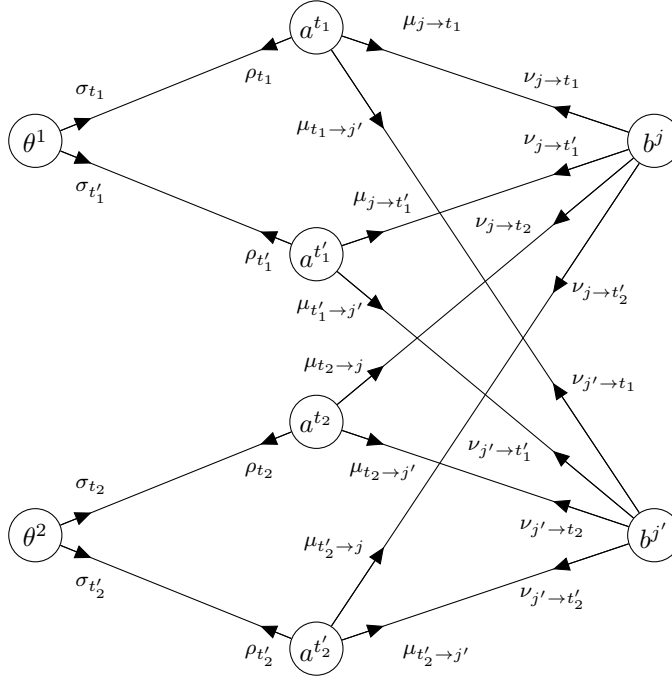 a^{t_1}
μ_{j→t_1}
ρ_{t_1}
ν_{j→t_1}
σ_{t_1}
μ_{t_1→j'}
θ^1
ν_{j→t'_1}
b^j
σ_{t'_1}
μ_{j→t'_1}
ν_{j→t_2}
ρ_{t'_1}
a^{t'_1}
ν_{j→t'_2}
μ_{t'_1→j'}
μ_{t_2→j}
ν_{j'→t_1}
a^{t_2}
ρ_{t_2}
μ_{t_2→j'}
ν_{j'→t'_1}
σ_{t_2}
θ^2
ν_{j'→t_2}
b^{j'}
μ_{t'_2→j}
σ_{t'_2}
ν_{j'→t'_2}
ρ_{t'_2}
a^{t'_2}
μ_{t'_2→j'}